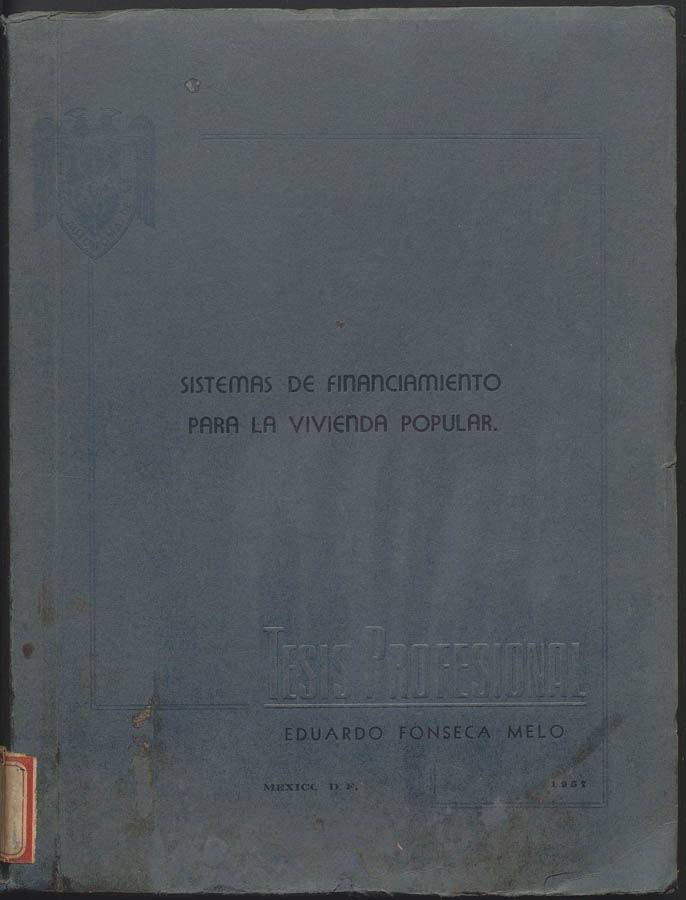 SISTEMAS DE FINANCIAMIENTO
PARA LA VIVIENDA POPULAR.
TESIS PROFESIONAL
EDUARDO FONSECA MELO
MEXICO, D. F.